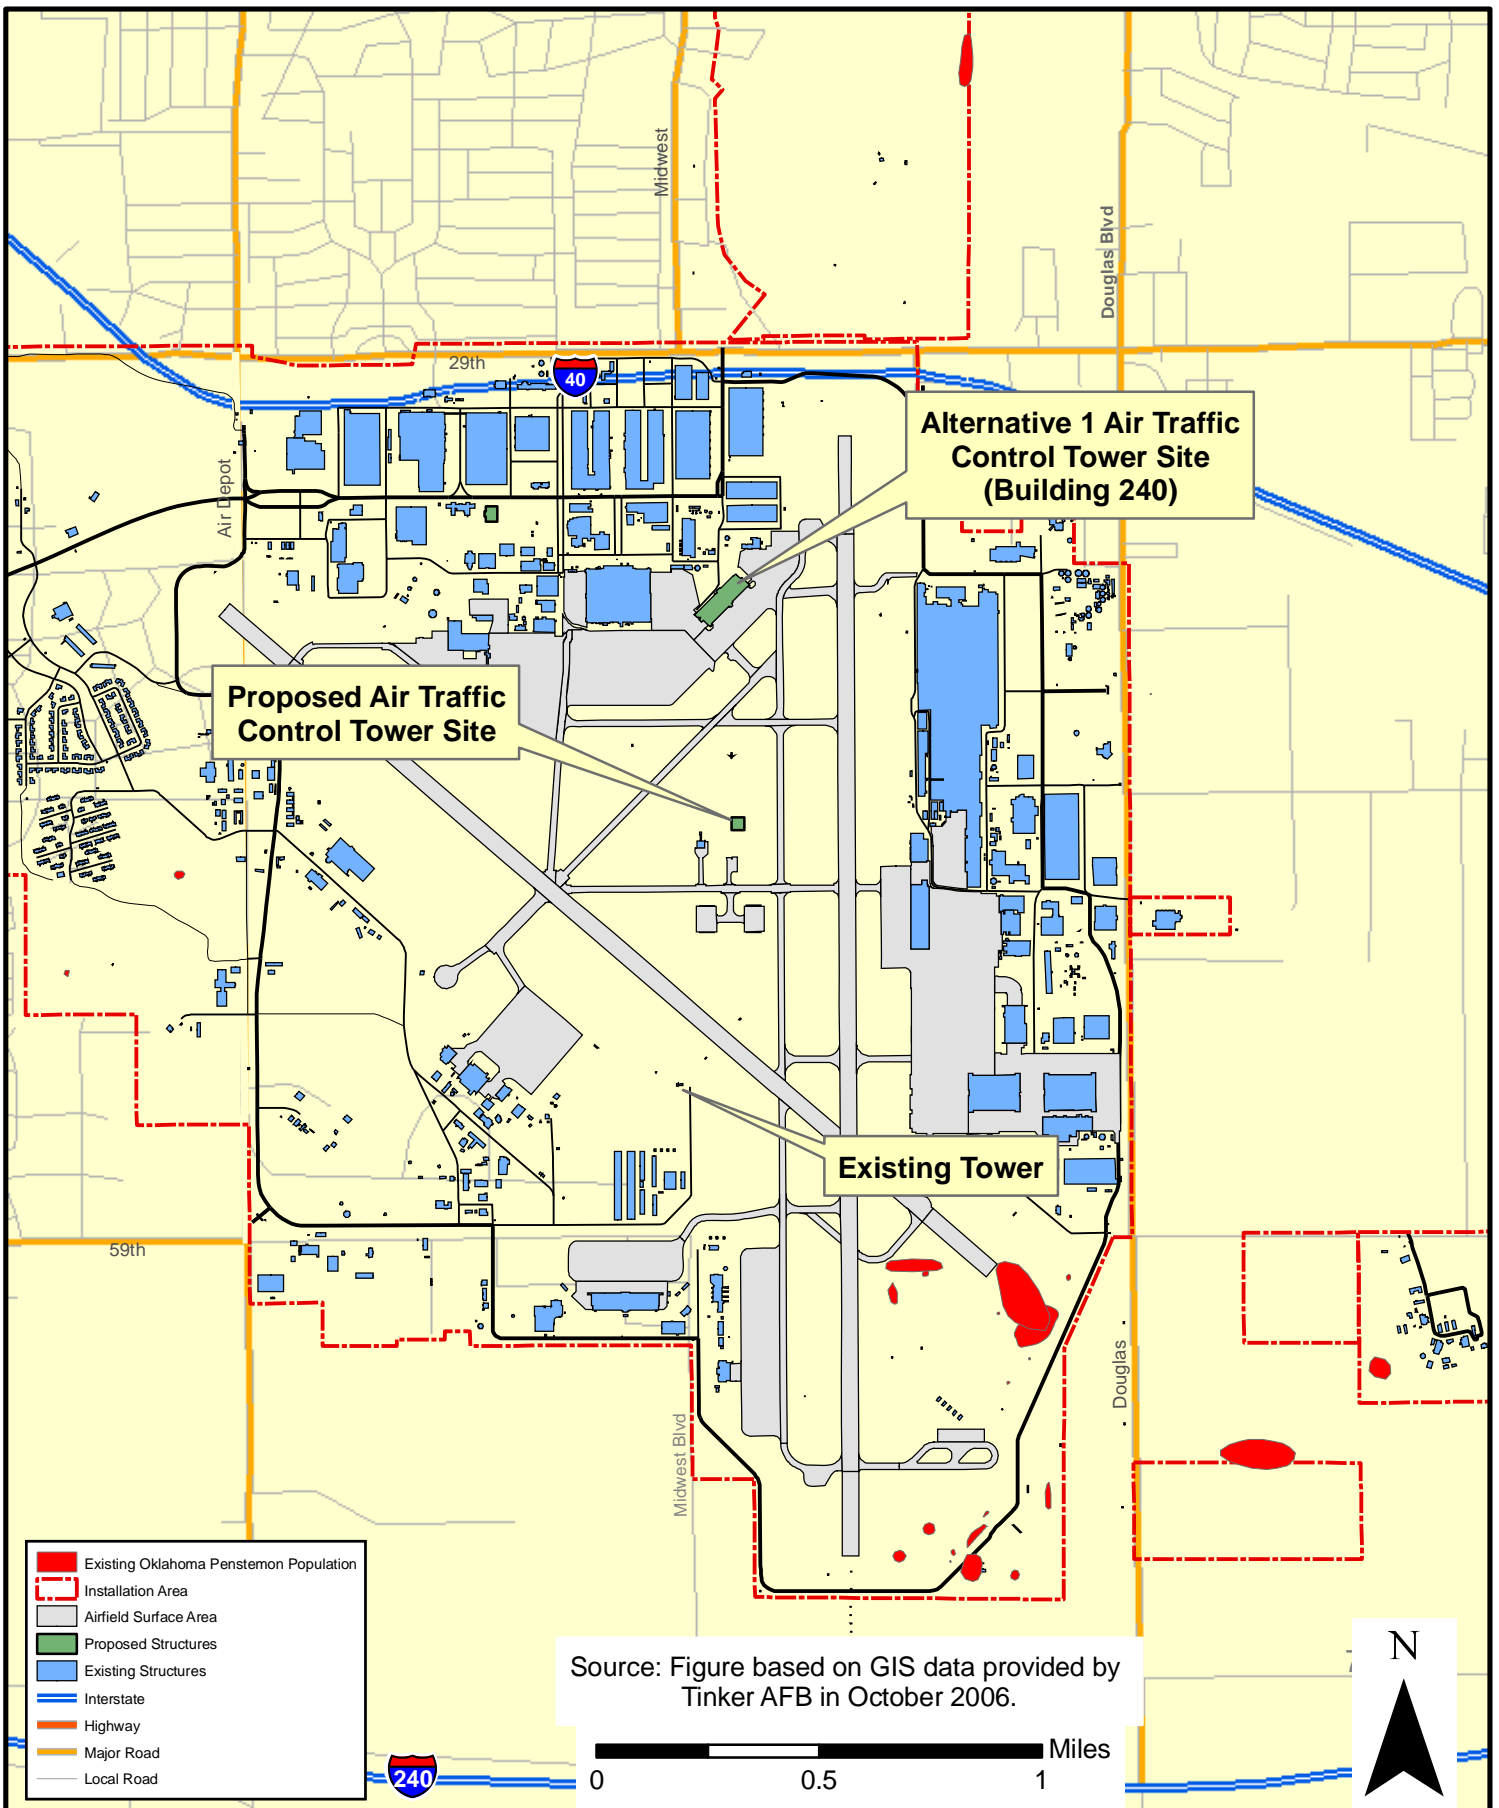 Midwest
Douglas Blvd
29th
40
Alternative 1 Air Traffic
Control Tower Site
(Building 240)
Air Depot
Proposed Air Traffic
Control Tower Site
Existing Tower
59th
Douglas
Midwest Blvd
Existing Oklahoma Penstemon Population
Installation Area
Airfield Surface Area
Proposed Structures
Existing Structures
Interstate
Highway
Major Road
Local Road
Source: Figure based on GIS data provided by
Tinker AFB in October 2006.
Miles
0 0.5 1
240
N